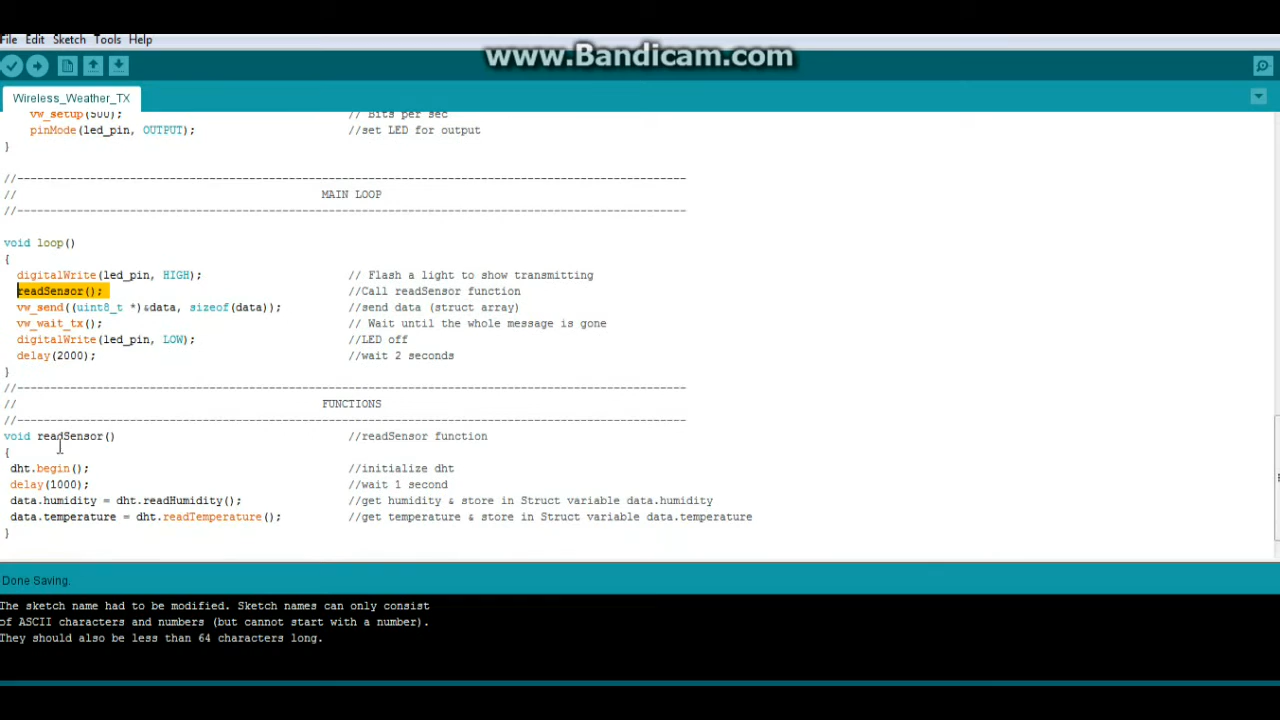 File Edit Sketch Tools Help
www.Bandicam.com
Wireless_Weather_TX
vw_setup(500); // Bits per sec
pinMode(led_pin, OUTPUT); //set LED for output
}
//-----------------------------------------------------------------------------------------------------
// MAIN LOOP
//-----------------------------------------------------------------------------------------------------
void loop()
{
digitalWrite(led_pin, HIGH); // Flash a light to show transmitting
readSensor(); //Call readSensor function
vw_send((uint8_t *)&data, sizeof(data)); //send data (struct array)
vw_wait_tx(); // Wait until the whole message is gone
digitalWrite(led_pin, LOW); //LED off
delay(2000); //wait 2 seconds
}
//-----------------------------------------------------------------------------------------------------
// FUNCTIONS
//-----------------------------------------------------------------------------------------------------
void readSensor() //readSensor function
{
dht.begin(); //initialize dht
delay(1000); //wait 1 second
data.humidity = dht.readHumidity(); //get humidity & store in Struct variable data.humidity
data.temperature = dht.readTemperature(); //get temperature & store in Struct variable data.temperature
}
Done Saving.
The sketch name had to be modified. Sketch names can only consist
of ASCII characters and numbers (but cannot start with a number).
They should also be less than 64 characters long.